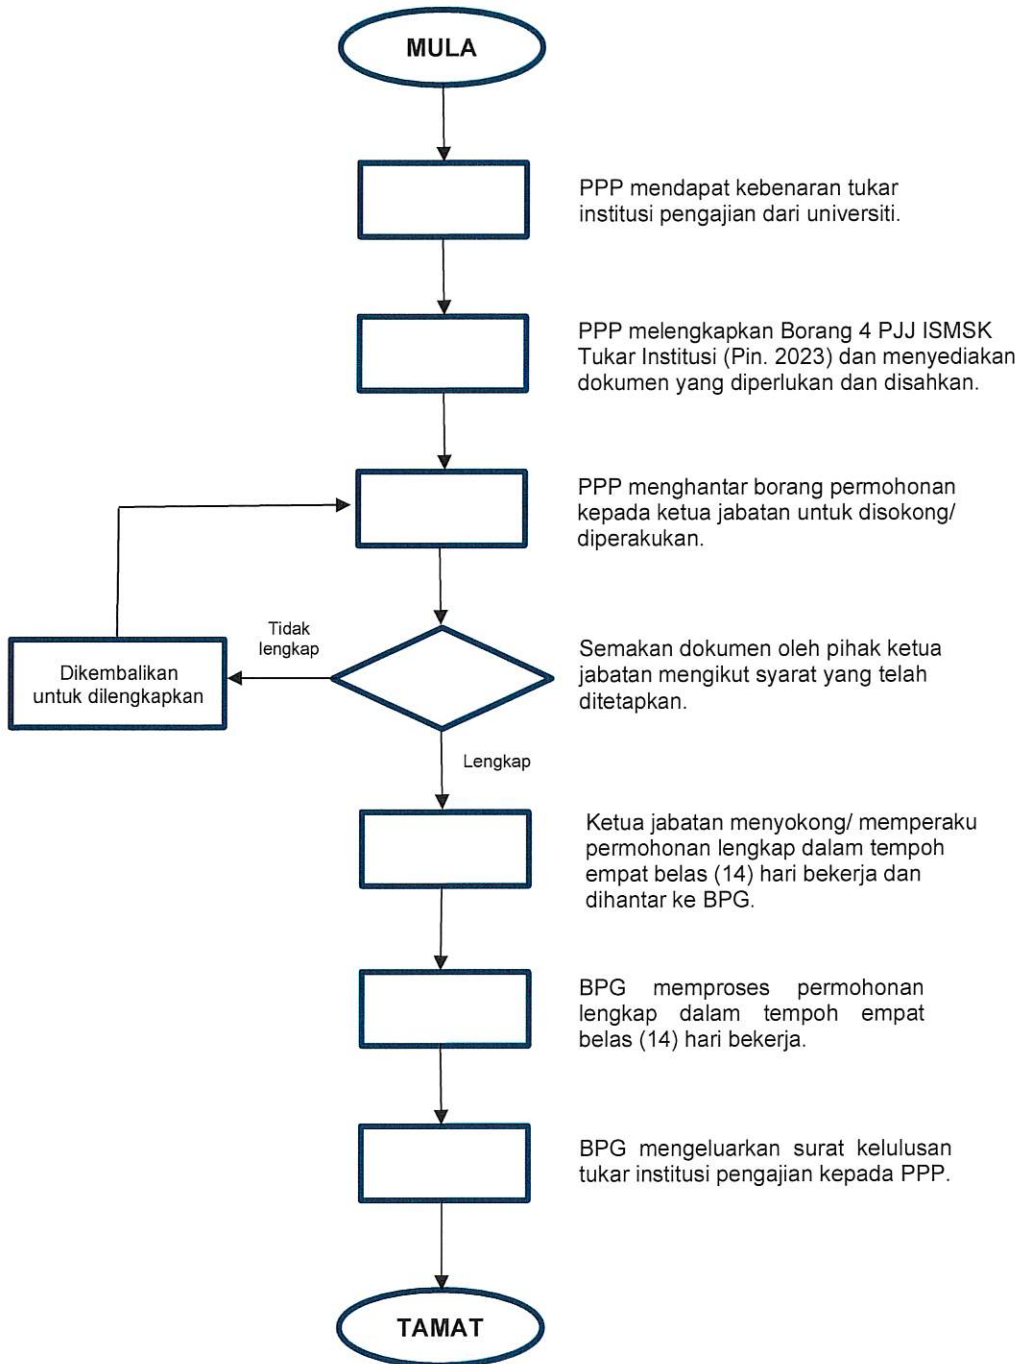 MULA
PPP mendapat kebenaran tukar
institusi pengajian dari universiti.
PPP melengkapkan Borang 4 PJJ ISMSK
Tukar Institusi (Pin. 2023) dan menyediakan
dokumen yang diperlukan dan disahkan.
PPP menghantar borang permohonan
kepada ketua jabatan untuk disokong/
diperakukan.
Tidak
lengkap
Dikembalikan
untuk dilengkapkan
Semakan dokumen oleh pihak ketua
jabatan mengikut syarat yang telah
ditetapkan.
Lengkap
Ketua jabatan menyokong/ memperaku
permohonan lengkap dalam tempoh
empat belas (14) hari bekerja dan
dihantar ke BPG.
BPG memproses permohonan
lengkap dalam tempoh empat
belas (14) hari bekerja.
BPG mengeluarkan surat kelulusan
tukar institusi pengajian kepada PPP.
TAMAT